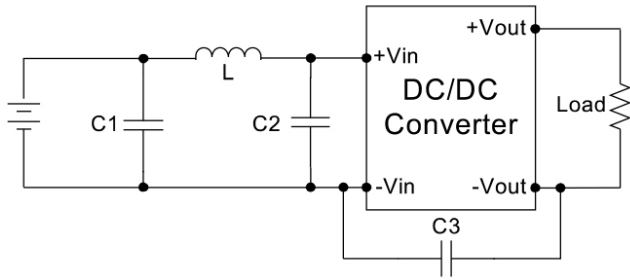 +Vout
+Vin
DC/DC
Converter
L
Load
C1
C2
-Vin
-Vout
C3